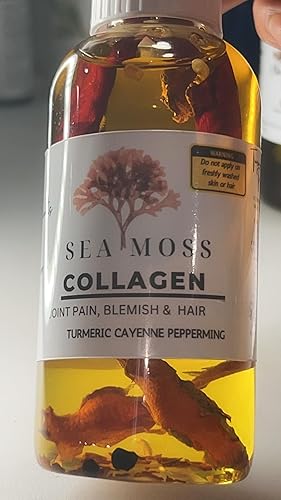 WARNING
Do not apply on
freshly washed
skin or hair
SEA MOSS
COLLAGEN
JOINT PAIN, BLEMISH & HAIR
TURMERIC CAYENNE PEPPERMING